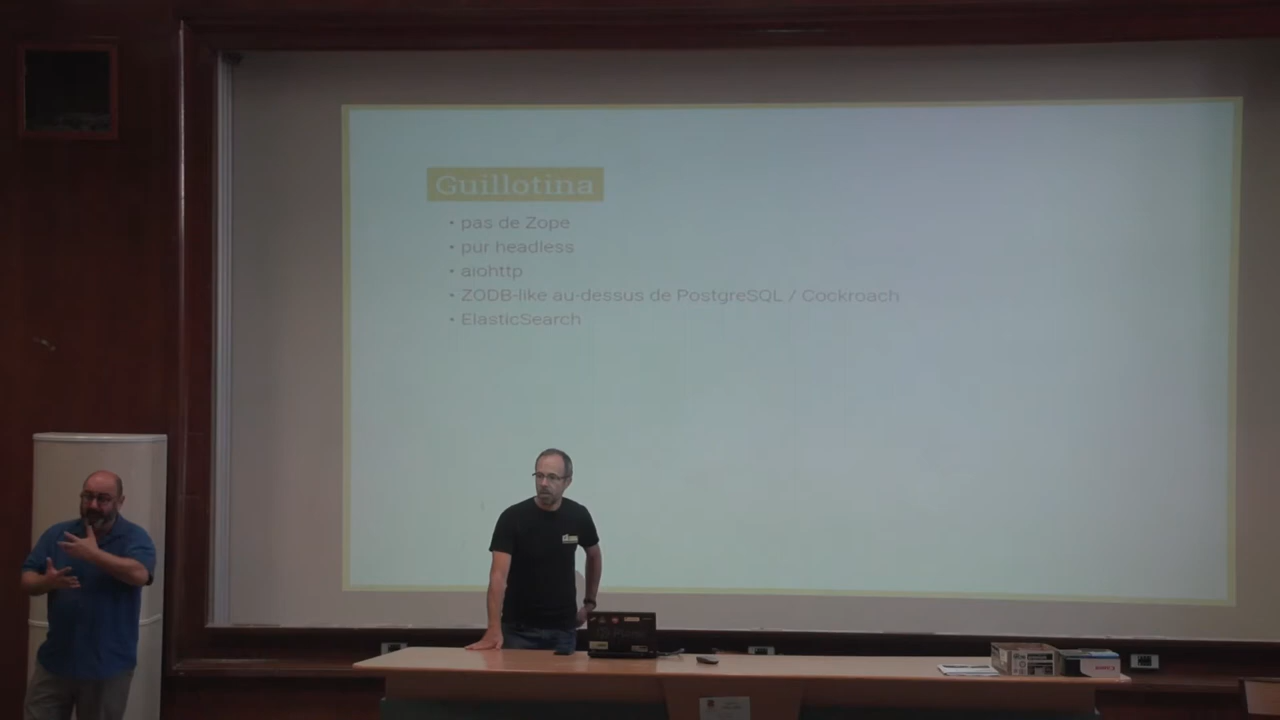 Guillotina
• pas de Zope
• pur headless
• aiohttp
• ZODB-like au-dessus de PostgreSQL / Cockroach
• ElasticSearch